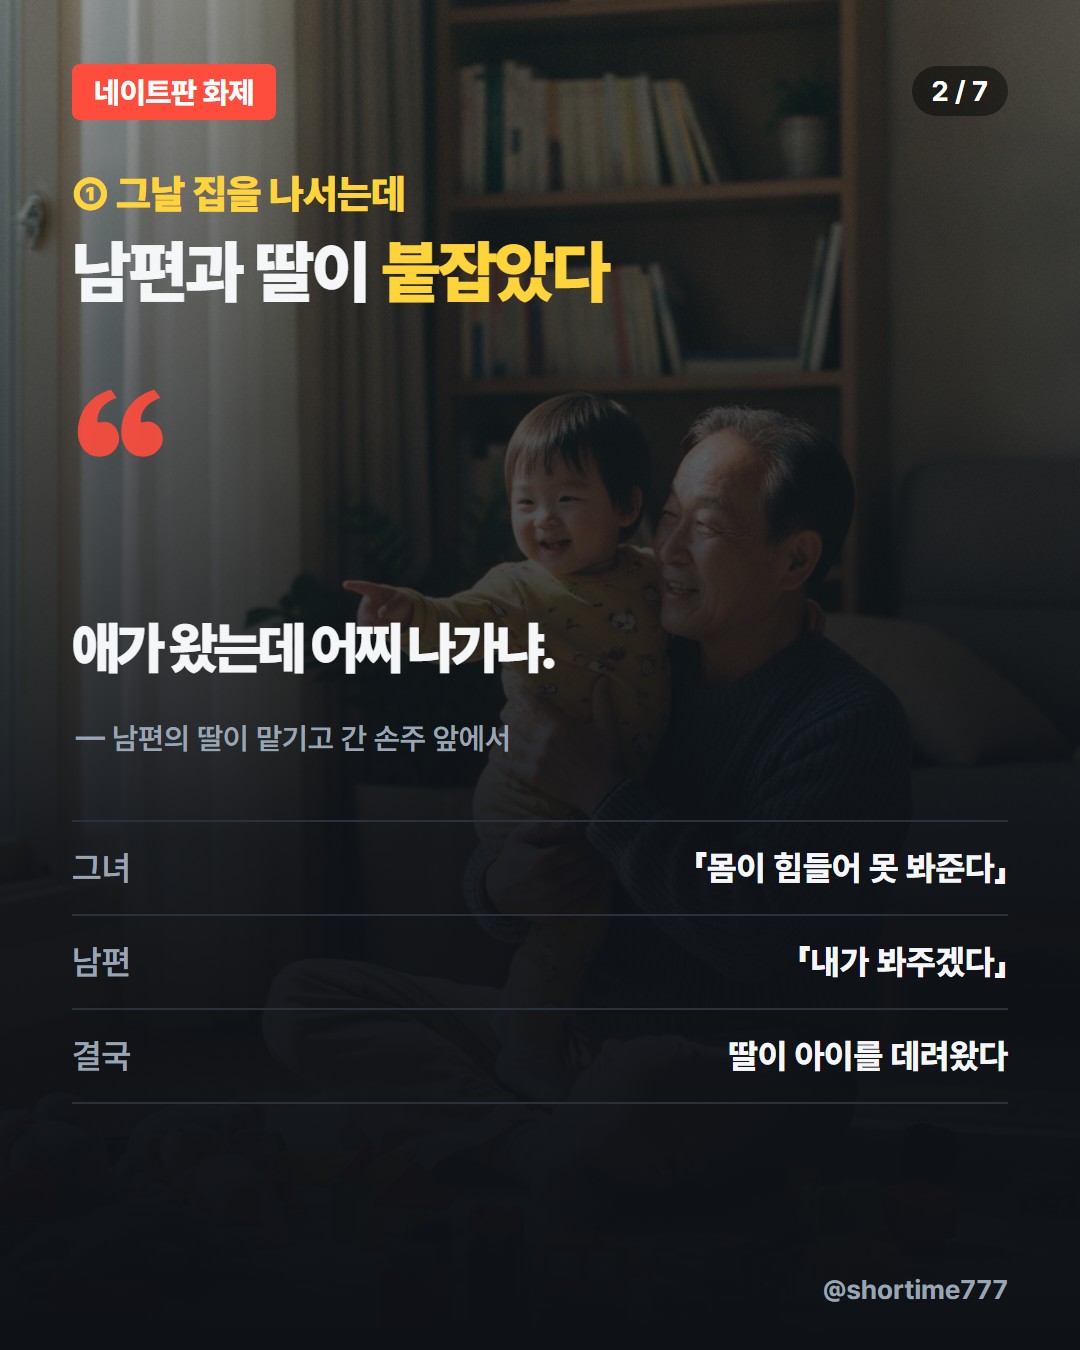 네이트판 화제
2 / 7
① 그날 집을 나서는데
남편과 딸이 붙잡았다
“
애가 왔는데 어찌 나가냐.
— 남편의 딸이 맡기고 간 손주 앞에서
그녀 『몸이 힘들어 못 봐준다』
남편 『내가 봐주겠다』
결국 딸이 아이를 데려왔다
@shortime777